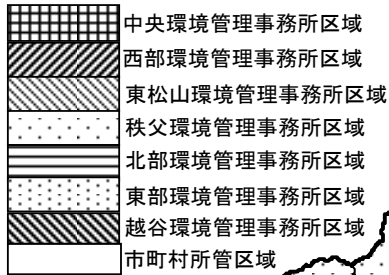 中央環境管理事務所区域
西部環境管理事務所区域
東松山環境管理事務所区域
秩父環境管理事務所区域
北部環境管理事務所区域
東部環境管理事務所区域
越谷環境管理事務所区域
市町村所管区域